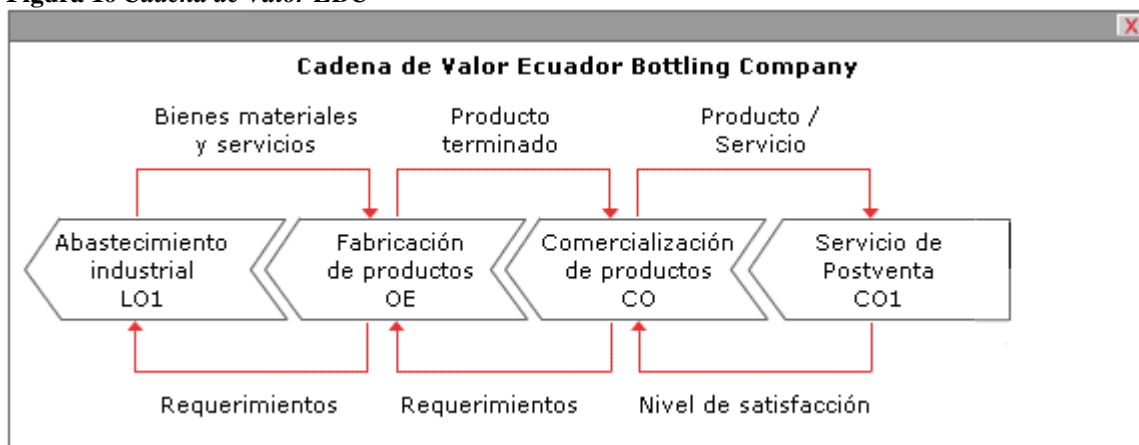 Figura 16 Cadena de Valor EBC
X
Cadena de Valor Ecuador Bottling Company
Bienes materiales
y servicios
Producto
terminado
Producto /
Servicio
Abastecimiento
industrial
LO1
Fabricación
de productos
OE
Comercialización
de productos
CO
Servicio de
Postventa
CO1
Requerimientos
Requerimientos
Nivel de satisfacción